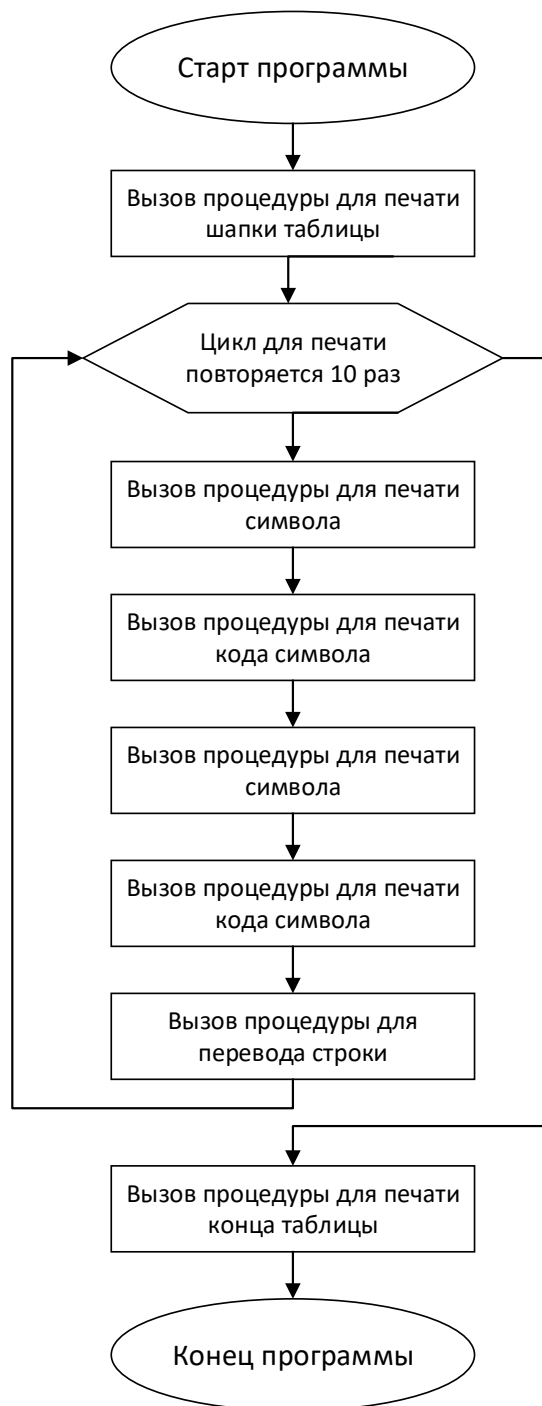 Старт программы
Вызов процедуры для печати
шапки таблицы
Цикл для печати
повторяется 10 раз
Вызов процедуры для печати
символа
Вызов процедуры для печати
кода символа
Вызов процедуры для печати
символа
Вызов процедуры для печати
кода символа
Вызов процедуры для
перевода строки
Вызов процедуры для печати
конца таблицы
Конец программы